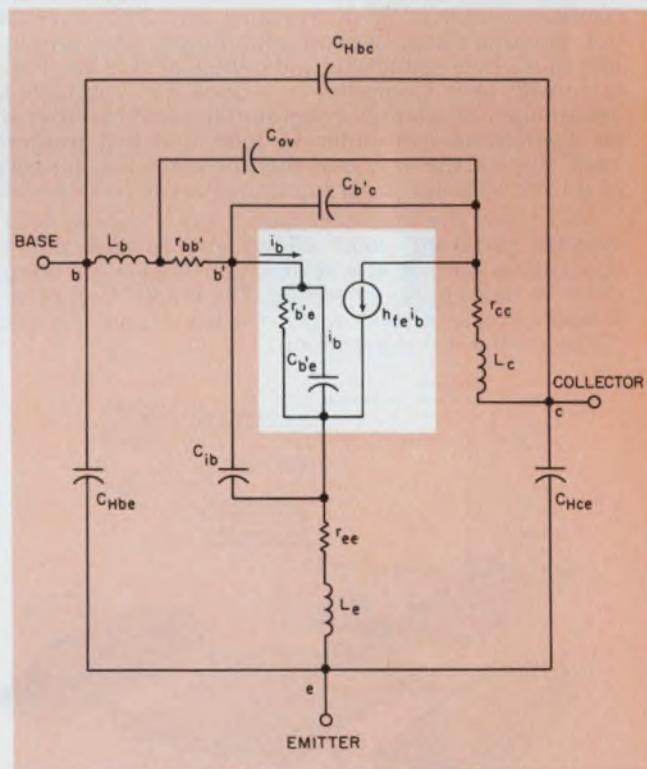 C_Hbc
C_ov
C_b'c
BASE
L_b
r_bb'
i_b
b
b'
r_b'e
i_b
h_fe i_b
C_b'e
r_cc
L_c
COLLECTOR
c
C_ib
C_Hbe
C_Hce
r_ee
L_e
e
EMITTER